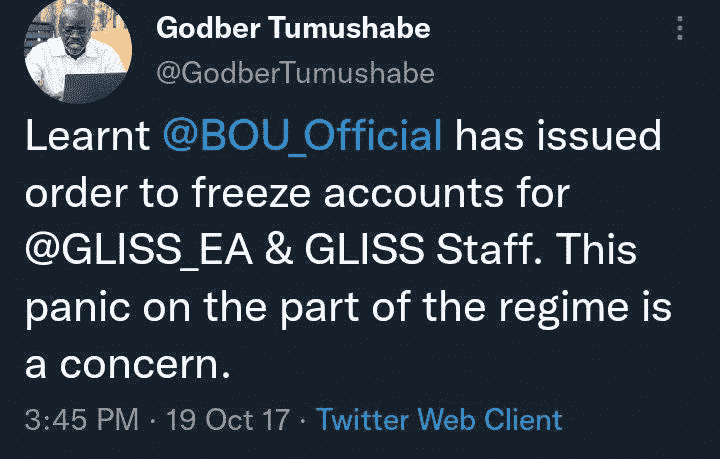 Godber Tumushabe
@GodberTumushabe
Learnt @BOU_Official has issued
order to freeze accounts for
@GLISS_EA & GLISS Staff. This
panic on the part of the regime is
a concern.
3:45 PM · 19 Oct 17 · Twitter Web Client